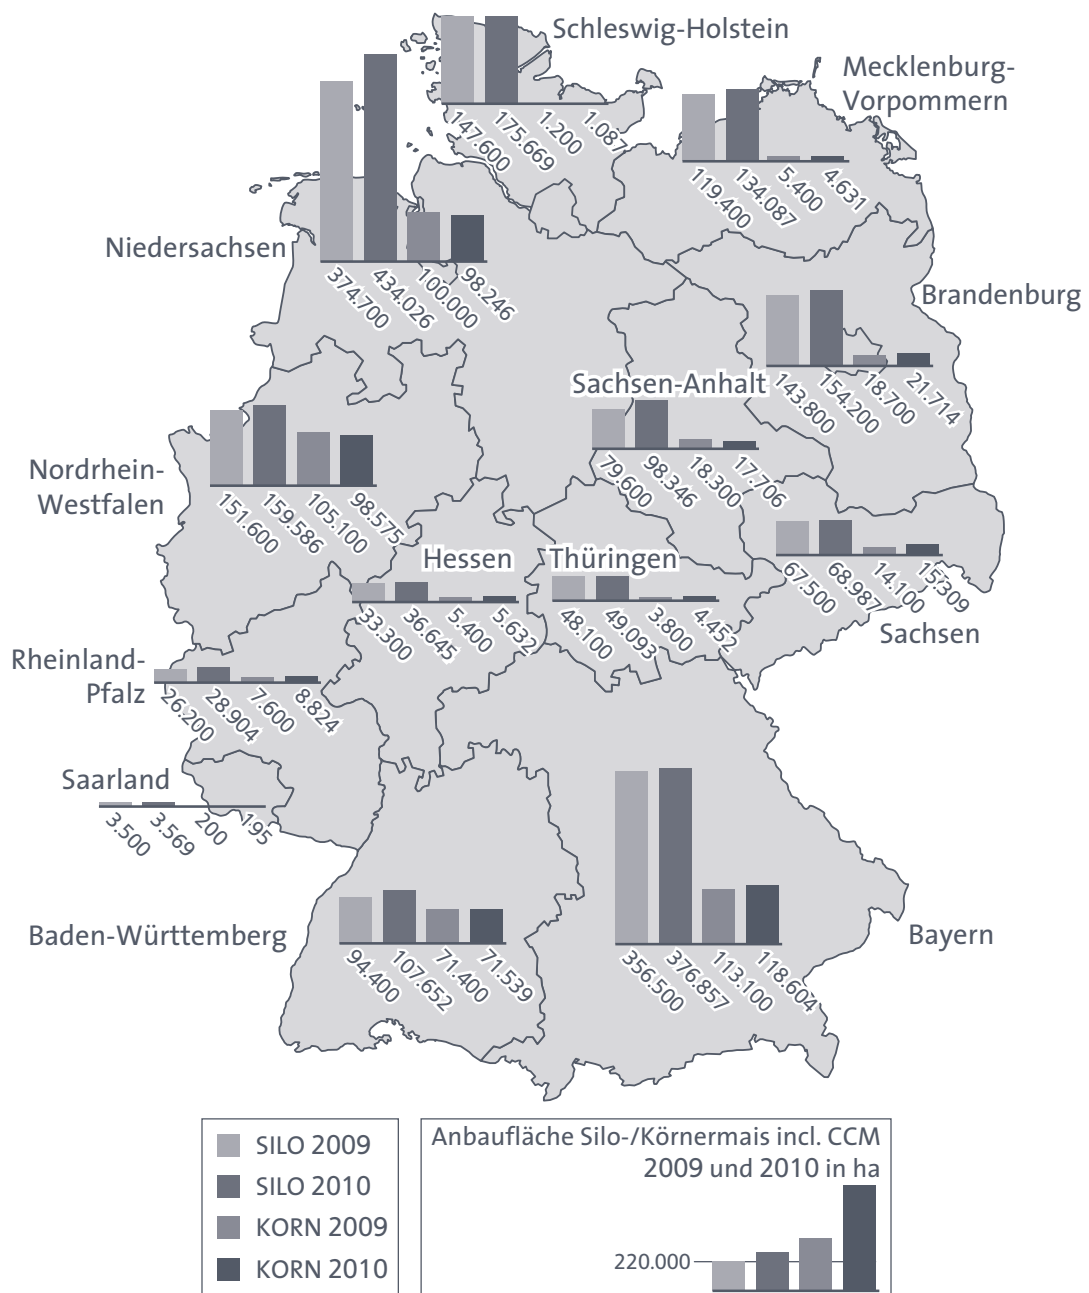 Schleswig-Holstein
147.600 175.669 1.200 1.087
Mecklenburg-
Vorpommern
119.400 134.087 5.400 4.631
Niedersachsen
374.700 434.026 100.000 98.246
Brandenburg
143.800 154.200 18.700 21.714
Sachsen-Anhalt
79.600 98.346 18.300 17.706
Nordrhein-
Westfalen
151.600 159.586 105.100 98.575
Hessen
33.300 36.645 5.400 5.632
Thüringen
48.100 49.093 3.800 4.452
67.500 68.987 14.100 15.309
Sachsen
Rheinland-
Pfalz
26.200 28.904 7.600 8.824
Saarland
3.500 3.569 200 195
Baden-Württemberg
94.400 107.652 71.400 71.539
Bayern
356.500 376.857 113.100 118.604
SILO 2009
SILO 2010
KORN 2009
KORN 2010
Anbaufläche Silo-/Körnermais incl. CCM
2009 und 2010 in ha
220.000